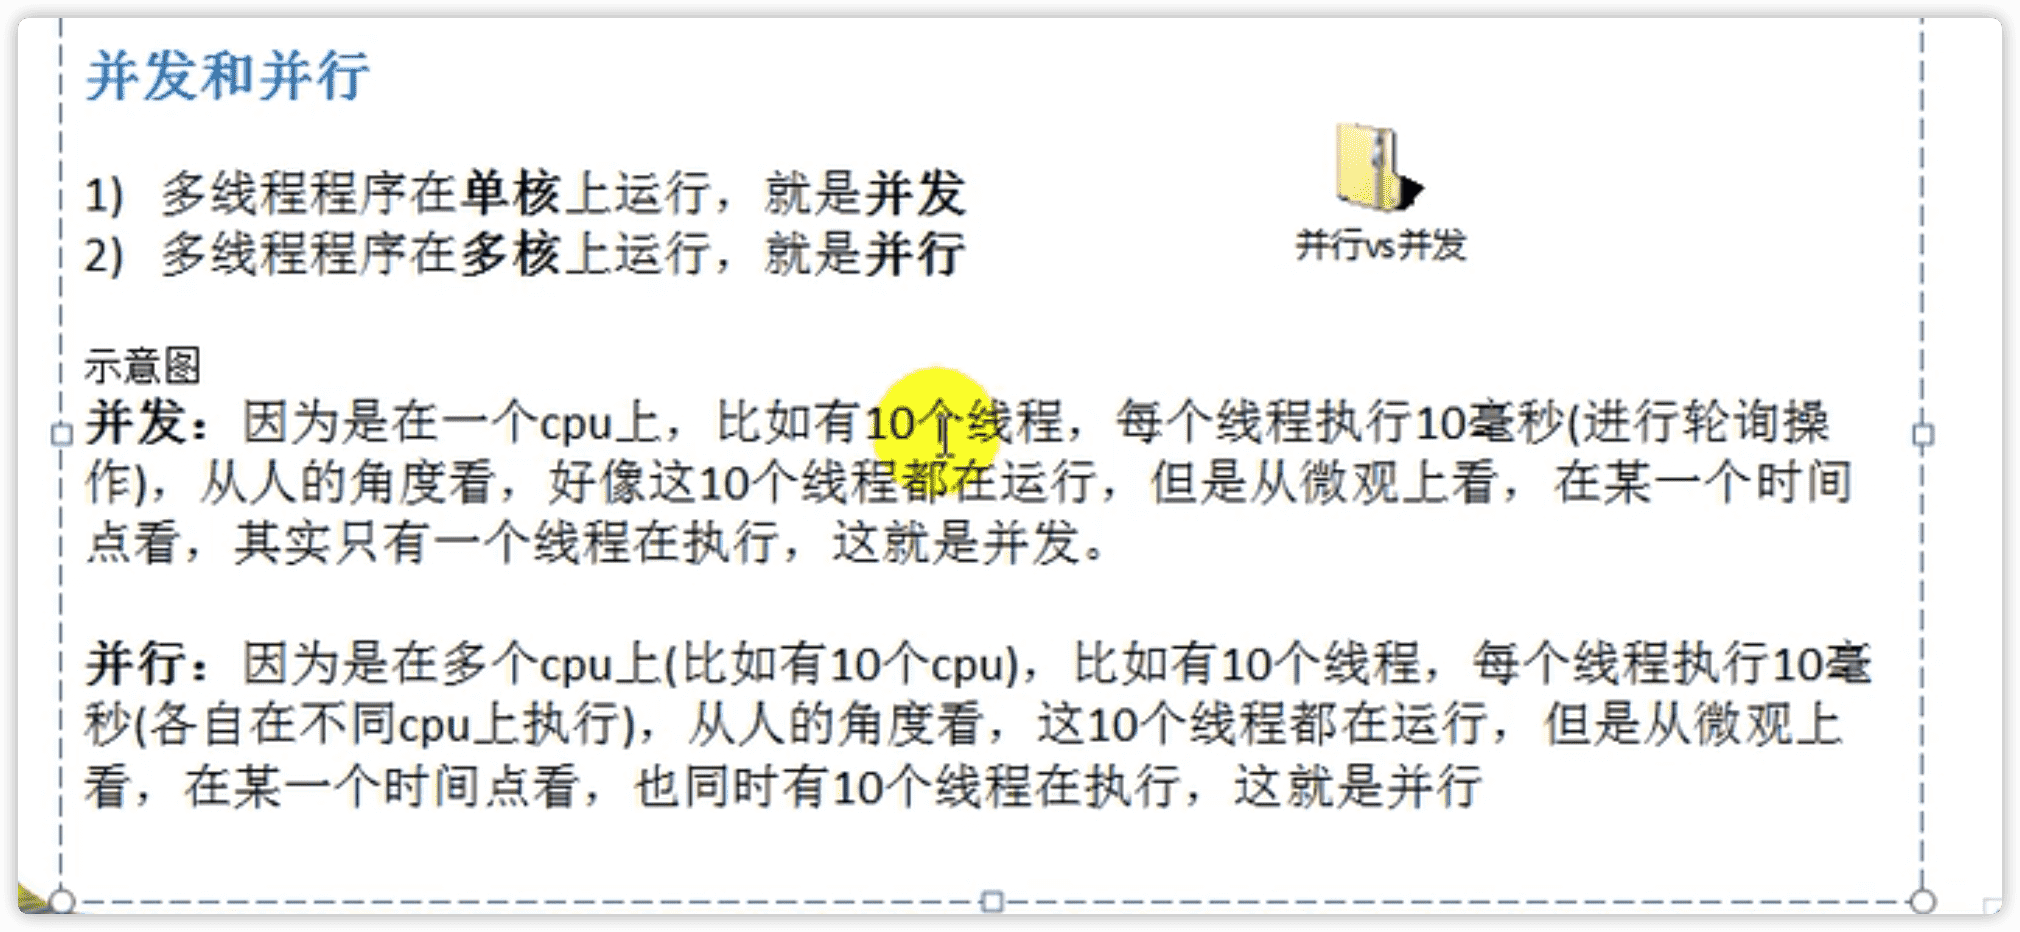 并发和并行
1) 多线程程序在单核上运行，就是并发
2) 多线程程序在多核上运行，就是并行
并行vs并发
示意图
并发：因为是在一个cpu上，比如有10个线程，每个线程执行10毫秒(进行轮询操
作)，从人的角度看，好像这10个线程都在运行，但是从微观上看，在某一个时间
点看，其实只有一个线程在执行，这就是并发。
并行：因为是在多个cpu上(比如有10个cpu)，比如有10个线程，每个线程执行10毫
秒(各自在不同cpu上执行)，从人的角度看，这10个线程都在运行，但是从微观上
看，在某一个时间点看，也同时有10个线程在执行，这就是并行